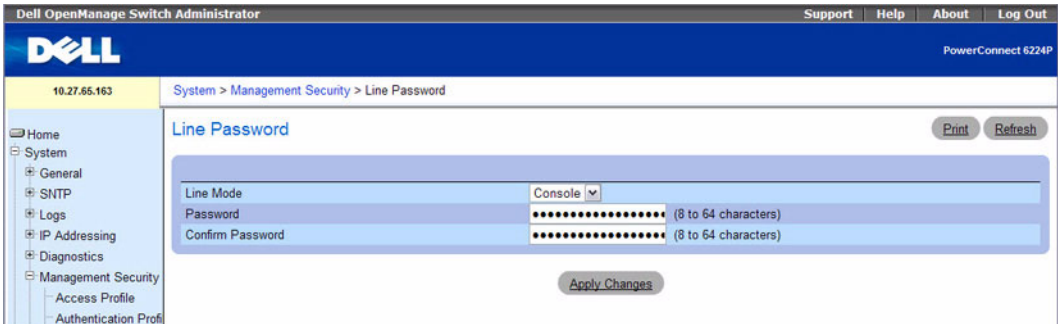 Dell OpenManage Switch Administrator Support Help About Log Out
DELL
PowerConnect 6224P
10.27.65.163
System > Management Security > Line Password
Home
System
General
SNTP
Logs
IP Addressing
Diagnostics
Management Security
Access Profile
Authentication Profi
Line Password
Print Refresh
Line Mode Console
Password (8 to 64 characters)
Confirm Password (8 to 64 characters)
Apply Changes